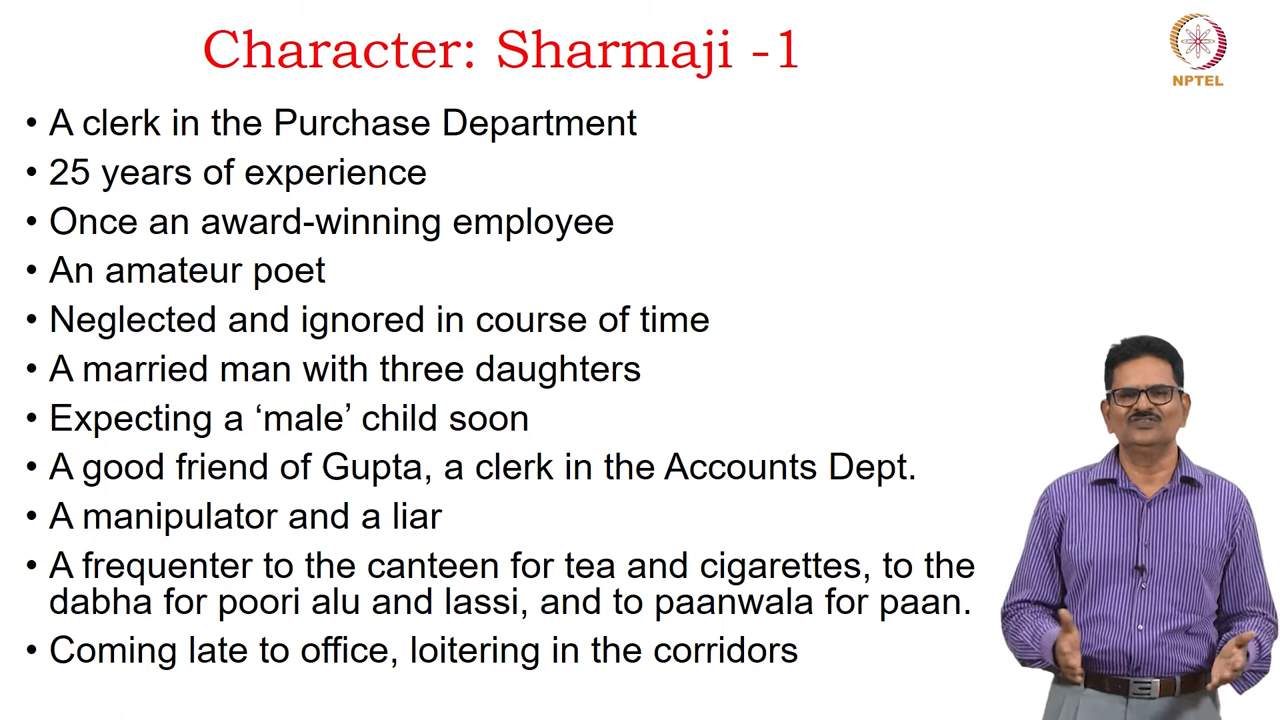 Character: Sharmaji -1
NPTEL
• A clerk in the Purchase Department
• 25 years of experience
• Once an award-winning employee
• An amateur poet
• Neglected and ignored in course of time
• A married man with three daughters
• Expecting a ‘male’ child soon
• A good friend of Gupta, a clerk in the Accounts Dept.
• A manipulator and a liar
• A frequenter to the canteen for tea and cigarettes, to the
dabha for poori alu and lassi, and to paanwala for paan.
• Coming late to office, loitering in the corridors